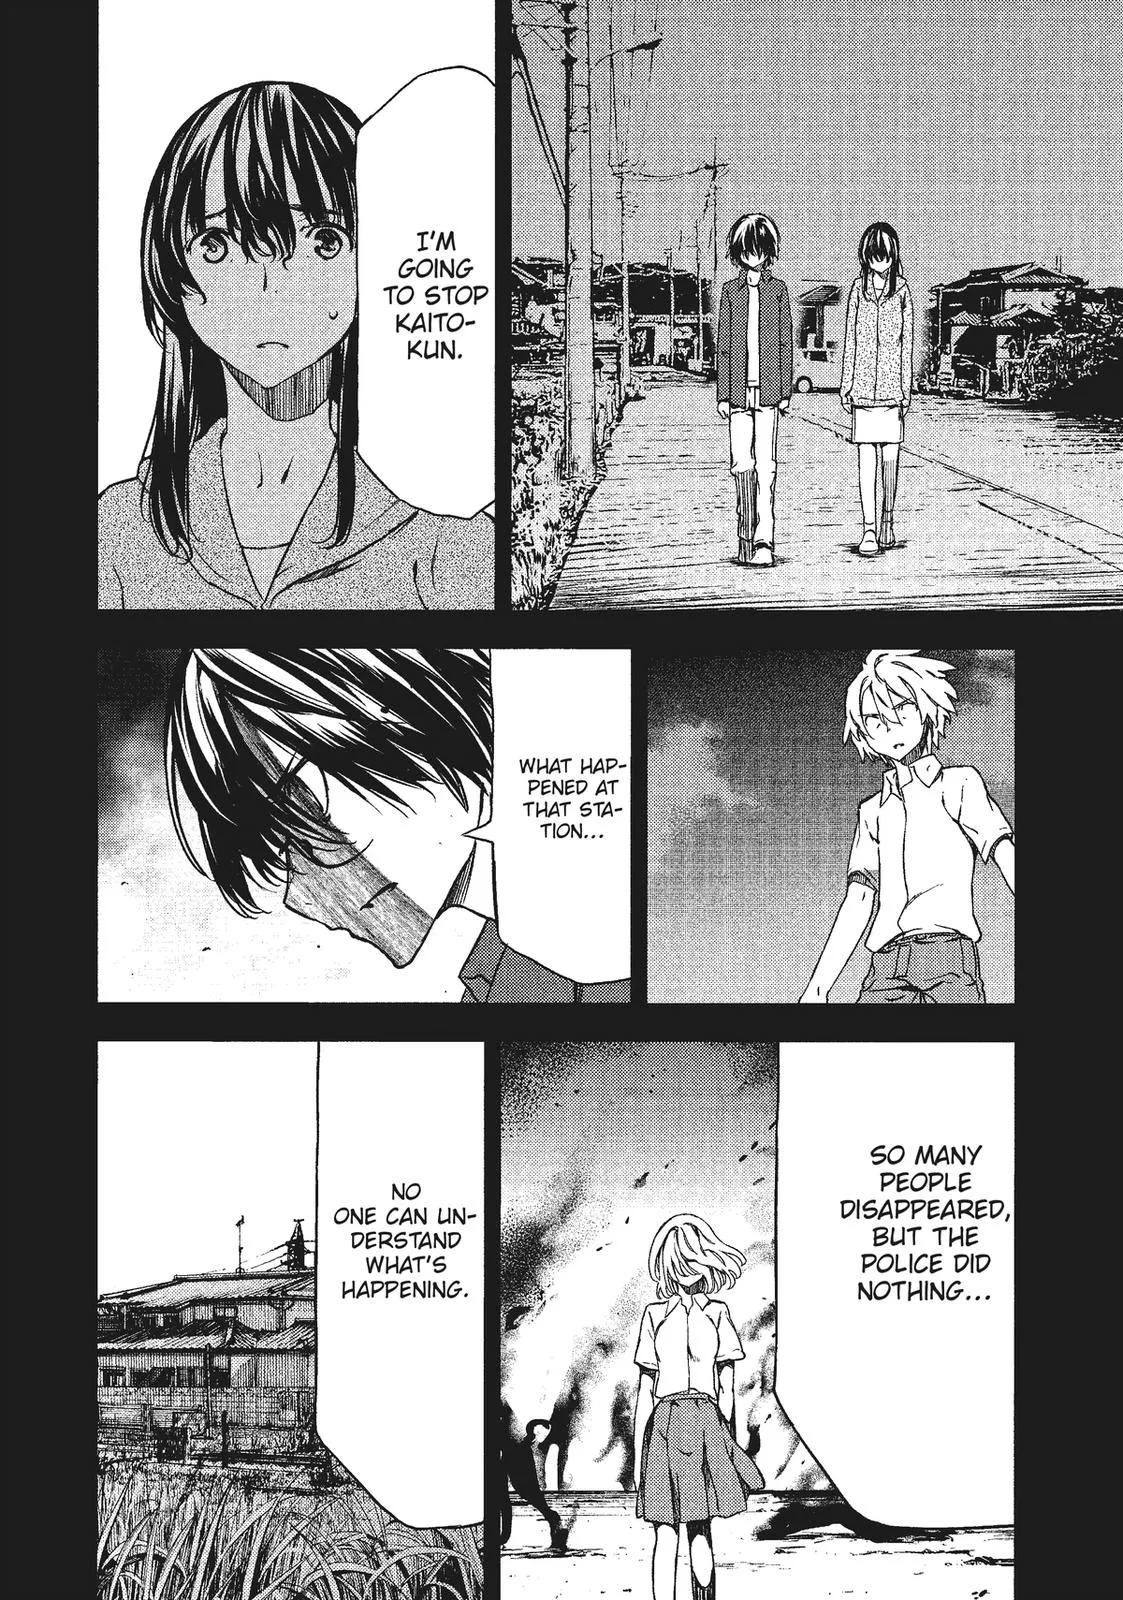 I'M
GOING
TO STOP
KAITO-
KUN.
WHAT HAP-
PENED AT
THAT STA-
TION...
SO MANY
PEOPLE
DISAPPEARED,
BUT THE
POLICE DID
NOTHING...
NO
ONE CAN UN-
DERSTAND
WHAT'S
HAPPENING.